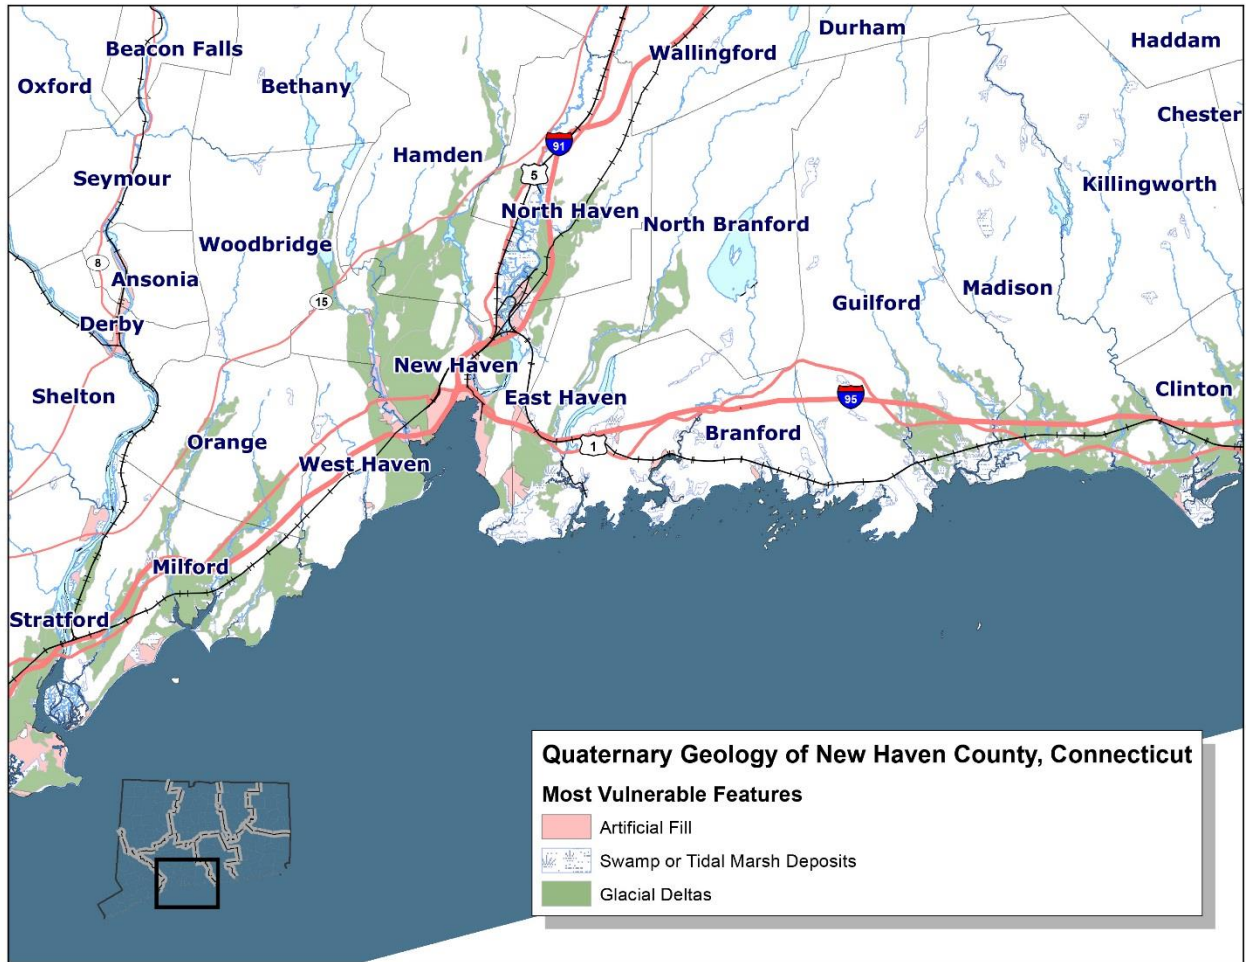 Durham
Haddam
Beacon Falls
Wallingford
Oxford
Bethany
Chester
91
Hamden
5
Seymour
Killingworth
North Haven
North Branford
Woodbridge
8
Ansonia
Madison
15
Guilford
Derby
New Haven
Clinton
Shelton
East Haven
95
Branford
Orange
1
West Haven
Milford
Stratford
Quaternary Geology of New Haven County, Connecticut
Most Vulnerable Features
Artificial Fill
Swamp or Tidal Marsh Deposits
Glacial Deltas